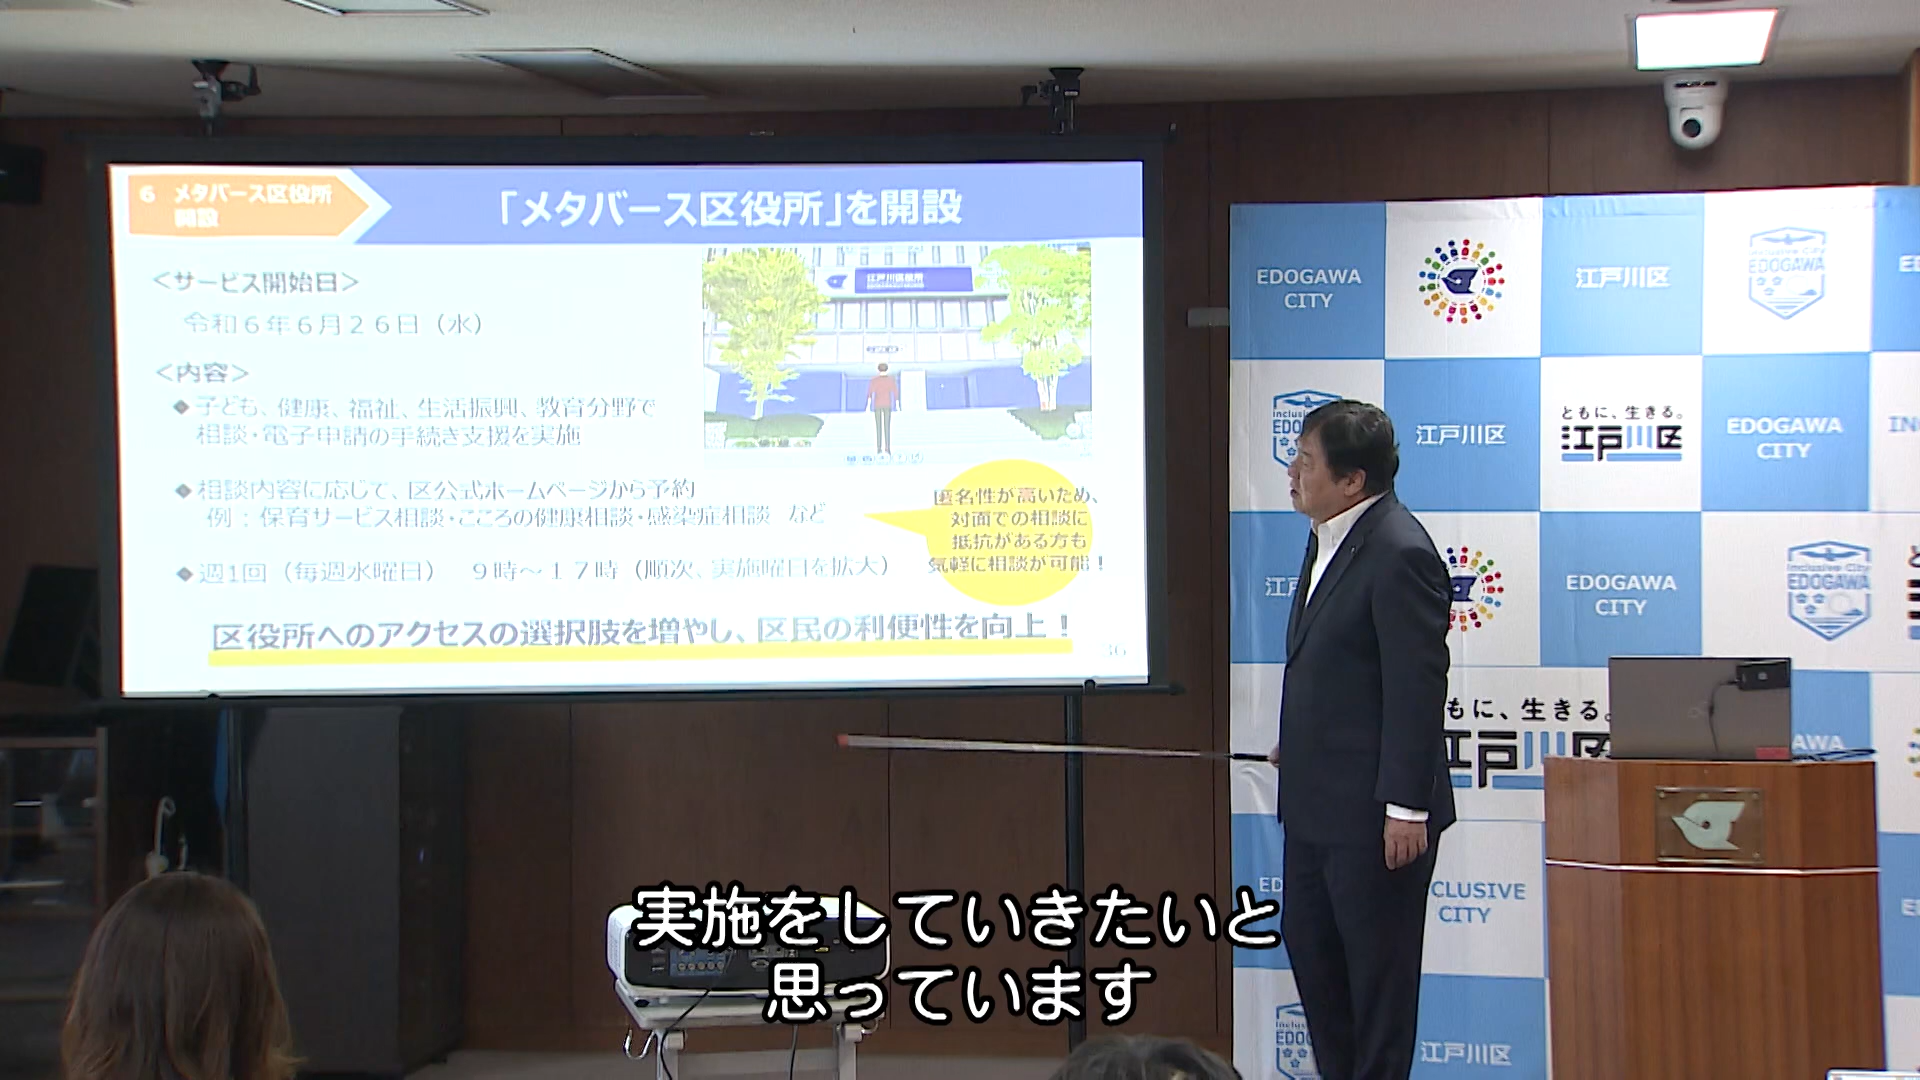 6 メタバース区役所
開設
「メタバース区役所」を開設
＜サービス開始日＞
令和６年６月２６日（水）
＜内容＞
◆子ども、健康、福祉、生活振興、教育分野で
相談・電子申請の手続き支援を実施
◆相談内容に応じて、区公式ホームページから予約
例：保育サービス相談・こころの健康相談・感染症相談 など
◆週1回（毎週水曜日） ９時～１７時（順次、実施曜日を拡大）
江戸川区役所
匿名性が高いため、
対面での相談に
抵抗がある方も
気軽に相談が可能！
区役所へのアクセスの選択肢を増やし、区民の利便性を向上！
36
EDOGAWA
CITY
江戸川区
Inclusive City
EDOGAWA
江戸川区
ともに、生きる。
江戸川区
EDOGAWA
CITY
EDOGAWA
CITY
Inclusive City
EDOGAWA
もに、生きる。
江戸川区
CLUSIVE
CITY
江戸川区
実施をしていきたいと
思っています